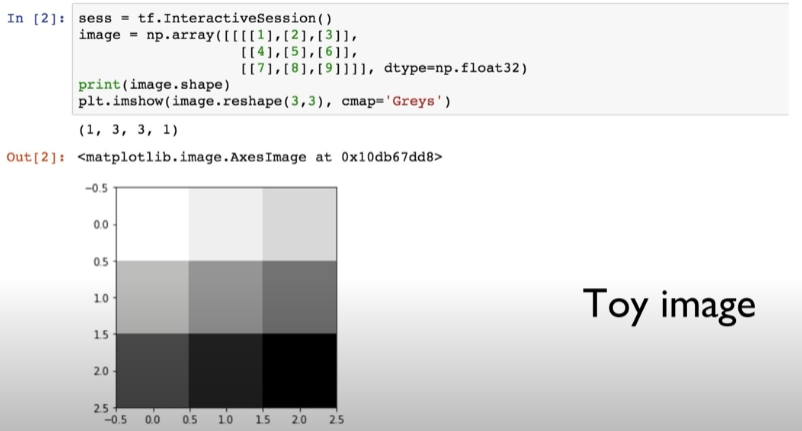 In [2]: sess = tf.InteractiveSession()
image = np.array([[[[1],[2],[3]],
[[4],[5],[6]],
[[7],[8],[9]]]], dtype=np.float32)
print(image.shape)
plt.imshow(image.reshape(3,3), cmap='Greys')
(1, 3, 3, 1)
Out[2]: <matplotlib.image.AxesImage at 0x10db67dd8>
−0.5
0.0
0.5
1.0
1.5
2.0
2.5
−0.5 0.0 0.5 1.0 1.5 2.0 2.5
Toy image